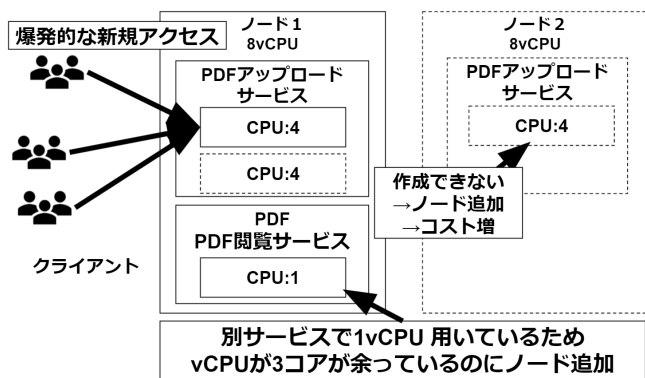 爆発的な新規アクセス
クライアント
ノード1
8vCPU
PDFアップロード
サービス
CPU:4
CPU:4
PDF
PDF閲覧サービス
CPU:1
ノード2
8vCPU
PDFアップロード
サービス
CPU:4
作成できない
→ノード追加
→コスト増
別サービスで1vCPU 用いているため
vCPUが3コアが余っているのにノード追加